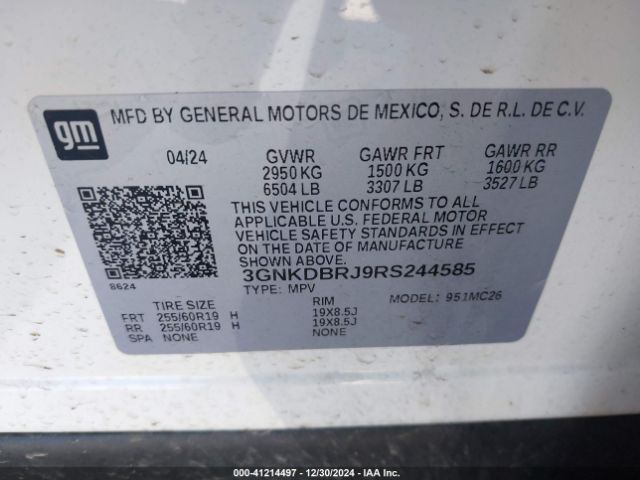 gm
MFD BY GENERAL MOTORS DE MEXICO, S. DE R.L. DE C.V.
04/24 GVWR GAWR FRT GAWR RR
2950 KG 1500 KG 1600 KG
6504 LB 3307 LB 3527 LB
THIS VEHICLE CONFORMS TO ALL
APPLICABLE U.S. FEDERAL MOTOR
VEHICLE SAFETY STANDARDS IN EFFECT
ON THE DATE OF MANUFACTURE
SHOWN ABOVE.
3GNKDBRJ9RS244585
8624
TYPE: MPV MODEL: 951MC26
TIRE SIZE RIM
FRT 255/60R19 H 19X8.5J
RR 255/60R19 H 19X8.5J
SPA NONE NONE
3-41214497 - 12/30/2024 - IAA Inc.